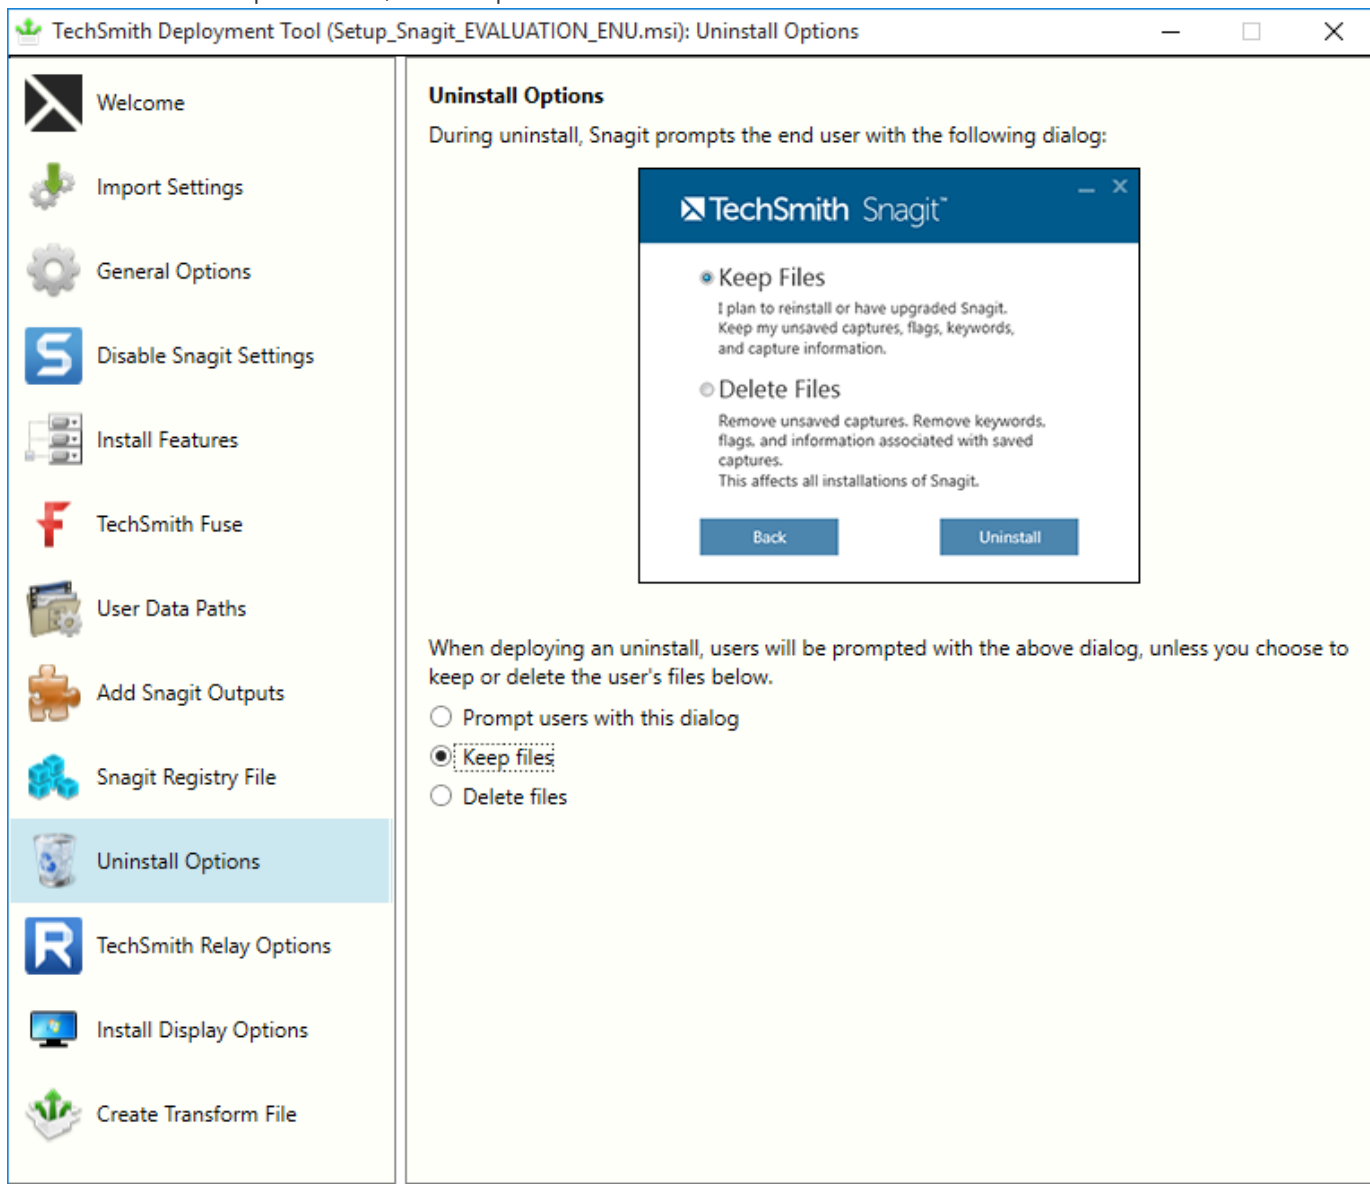 TechSmith Deployment Tool (Setup_Snagit_EVALUATION_ENU.msi): Uninstall Options
Welcome
Import Settings
General Options
Disable Snagit Settings
Install Features
TechSmith Fuse
User Data Paths
Add Snagit Outputs
Snagit Registry File
Uninstall Options
TechSmith Relay Options
Install Display Options
Create Transform File
Uninstall Options
During uninstall, Snagit prompts the end user with the following dialog:
TechSmith Snagit™
Keep Files
I plan to reinstall or have upgraded Snagit.
Keep my unsaved captures, flags, keywords,
and capture information.
Delete Files
Remove unsaved captures. Remove keywords,
flags, and information associated with saved
captures.
This affects all installations of Snagit.
Back
Uninstall
When deploying an uninstall, users will be prompted with the above dialog, unless you choose to
keep or delete the user's files below.
Prompt users with this dialog
Keep files
Delete files